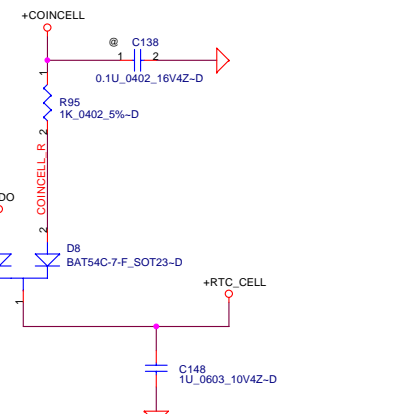 +COINCELL
@ C138
1 2
0.1U_0402_16V4Z~D
1
R95
1K_0402_5%~D
2
COINCELL_R
DO
2
D8
BAT54C-7-F_SOT23~D
+RTC_CELL
1
C148
1U_0603_10V4Z~D